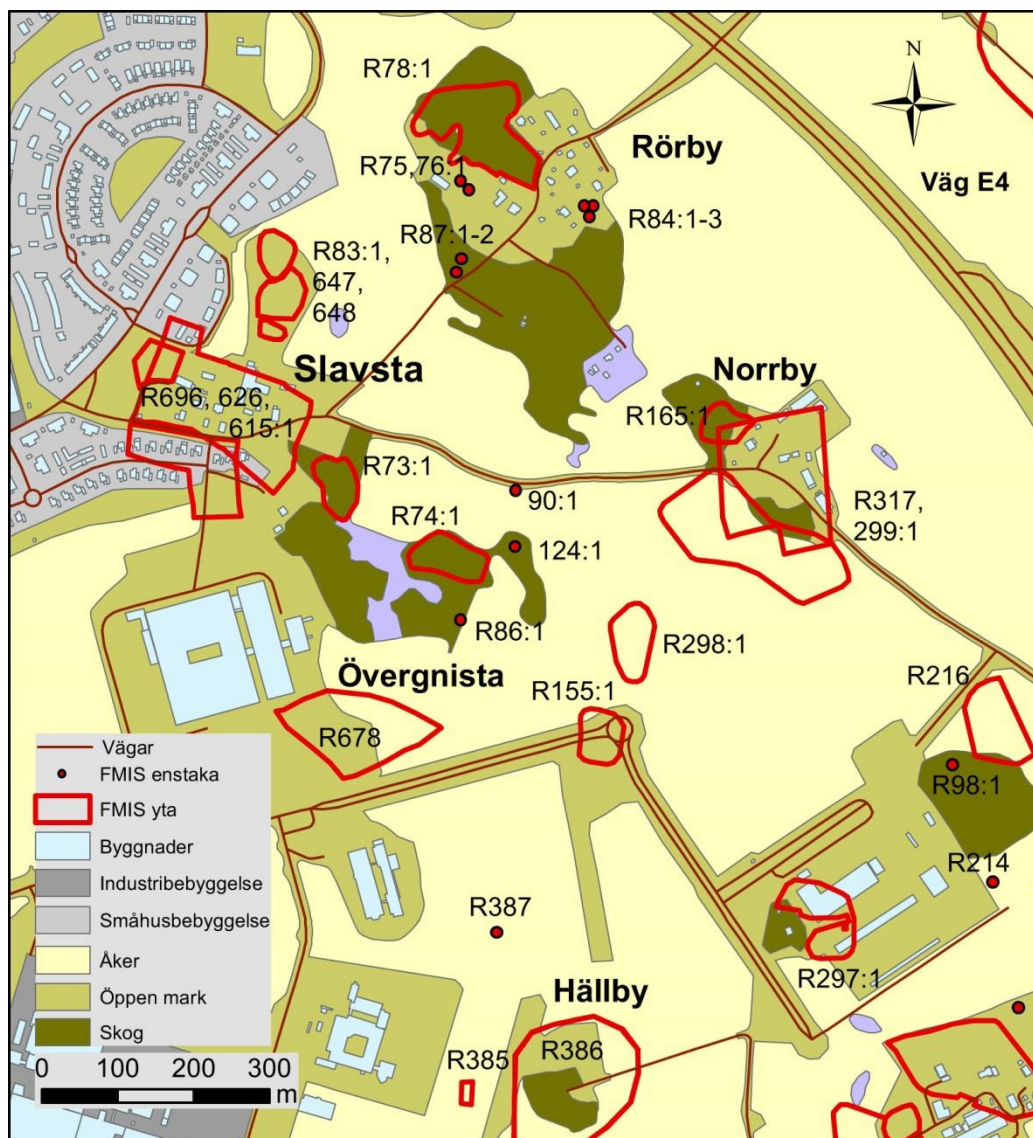 R78:1
N
Rörby
R75,76:1
Väg E4
R84:1-3
R87:1-2
R83:1,
647,
648
Slavsta
Norrby
R696, 626,
615:1
R165:1
R73:1
90:1
R317,
299:1
R74:1
124:1
R86:1
R298:1
Övergnista
R155:1
R216
R678
R98:1
R214
R387
R297:1
Hällby
R385
R386
Vägar
FMIS enstaka
FMIS yta
Byggnader
Industribebyggelse
Småhusbebyggelse
Åker
Öppen mark
Skog
0 100 200 300
m